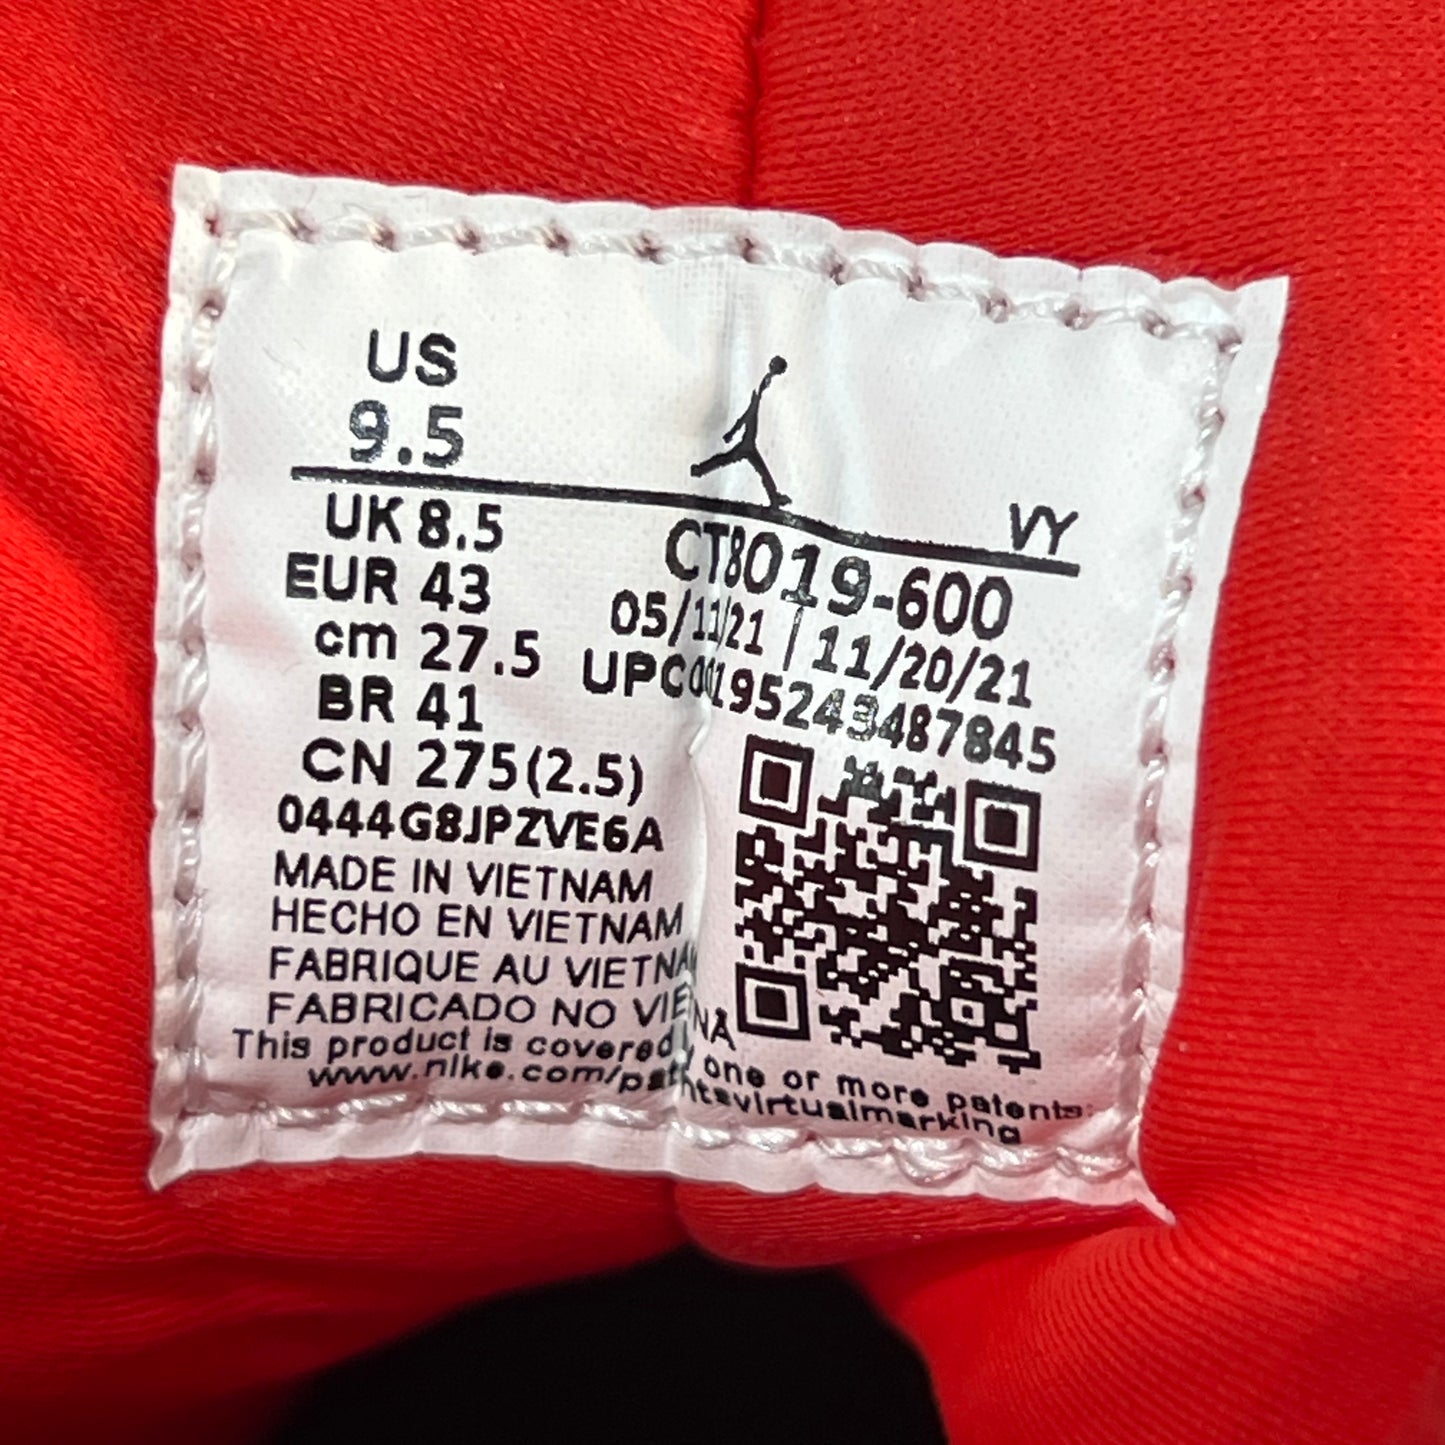 US
9.5
VY
UK 8.5
EUR 43
cm 27.5
BR 41
CN 275(2.5)
CT8019-600
05/11/21 | 11/20/21
UPC00195243487845
0444G8JPZVE6A
MADE IN VIETNAM
HECHO EN VIETNAM
FABRIQUE AU VIETNAM
FABRICADO NO VIETNA
This product is covered by one or more patents:
www.nike.com/patentsvirtualmarking